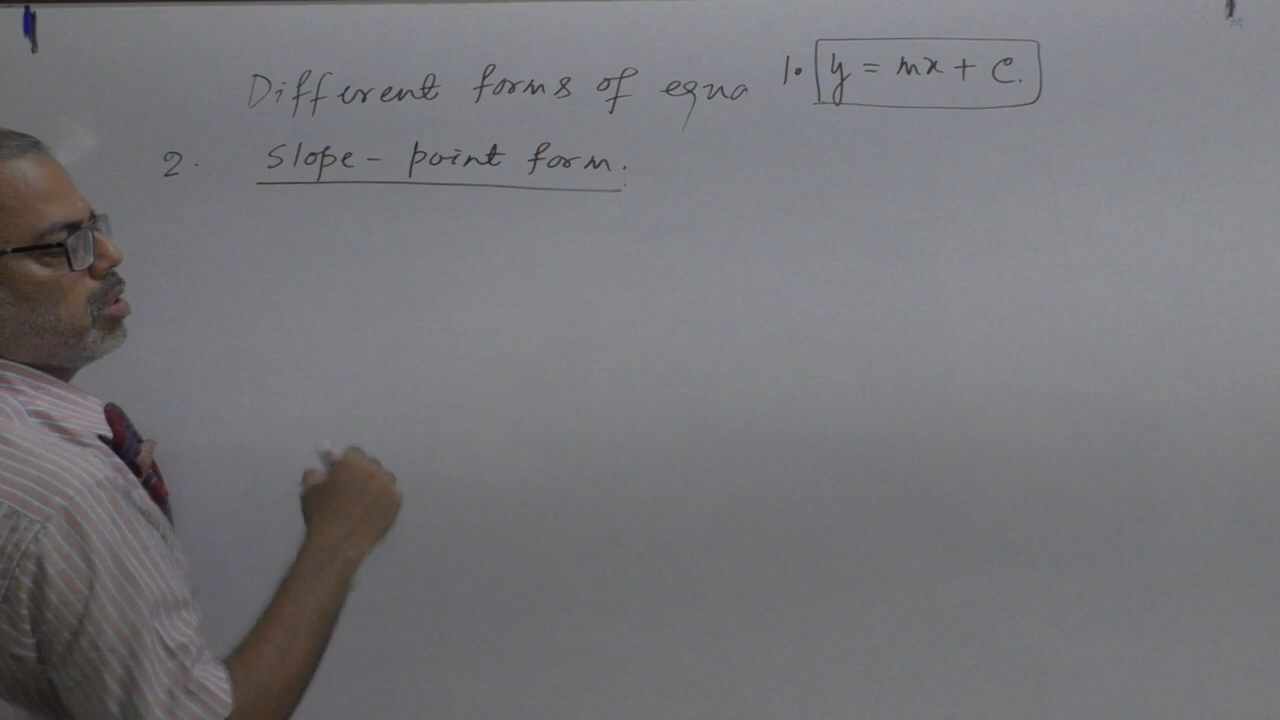 Different forms of equa 1. y = mx + c.
2. Slope - point form.